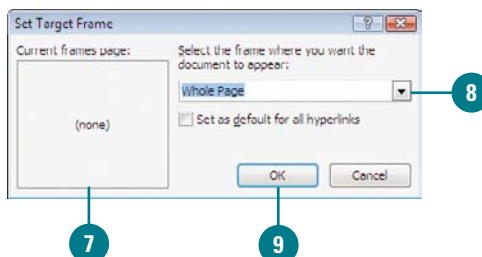 Set Target Frame
?
Current frames page:
(none)
Select the frame where you want the
document to appear:
Whole Page
Set as default for all hyperlinks
OK
Cancel
8
7
9